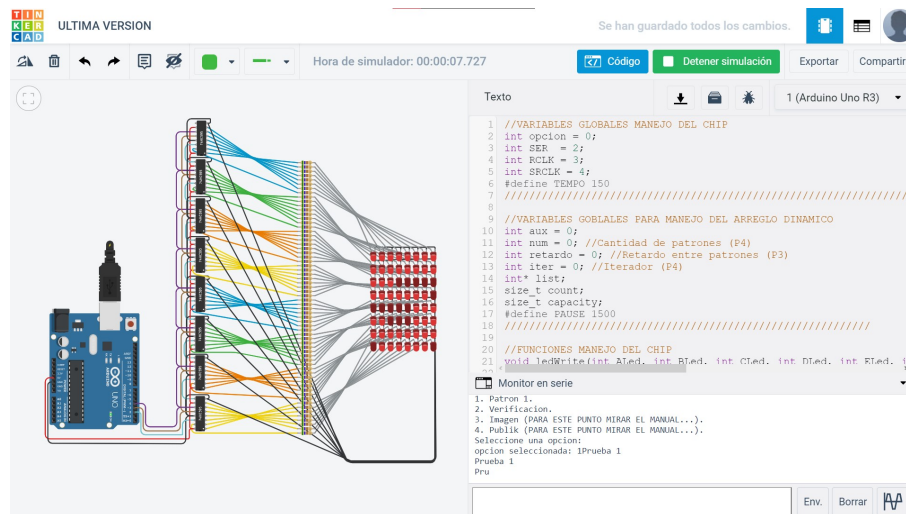 TIN
KER
CAD
ULTIMA VERSION
Se han guardado todos los cambios.
Hora de simulador: 00:00:07.727
Código
Detener simulación
Exportar
Compartir
Texto
1 (Arduino Uno R3)
1 //VARIABLES GLOBALES MANEJO DEL CHIP
2 int opcion = 0;
3 int SER  = 2;
4 int RCLK = 3;
5 int SRCLK = 4;
6 #define TEMPO 150
7 ////////////////////////////////////////////////////////////////////
8
9 //VARIABLES GOBLALES PARA MANEJO DEL ARREGLO DINAMICO
10 int aux = 0;
11 int num = 0; //Cantidad de patrones (P4)
12 int retardo = 0; //Retardo entre patrones (P3)
13 int iter = 0; //Iterador (P4)
14 int* list;
15 size_t count;
16 size_t capacity;
17 #define PAUSE 1500
18 //////////////////////////////////////////////////////////////
19
20 //FUNCIONES MANEJO DEL CHIP
21 void ledWrite(int ALed, int BLed, int CLed, int DLed, int ELed, i
Monitor en serie
1. Patron 1.
2. Verificacion.
3. Imagen (PARA ESTE PUNTO MIRAR EL MANUAL...).
4. Publik (PARA ESTE PUNTO MIRAR EL MANUAL...).
Seleccione una opcion:
opcion seleccionada: 1Prueba 1
Prueba 1
Pru
Env.
Borrar